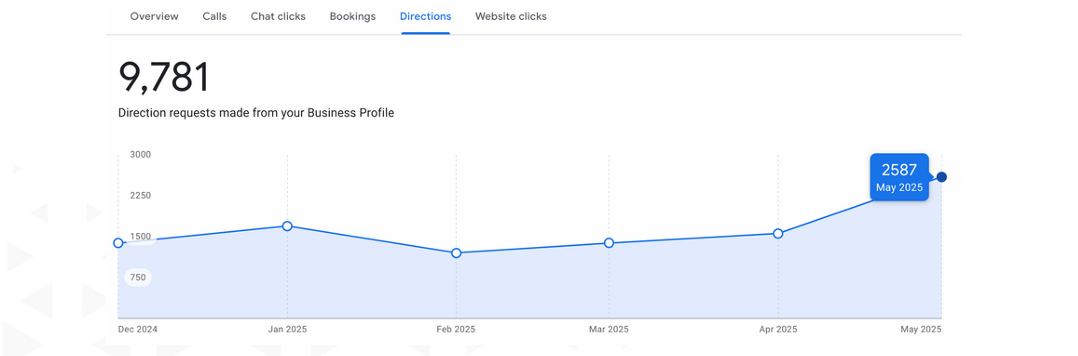 Overview Calls Chat clicks Bookings Directions Website clicks
9,781
Direction requests made from your Business Profile
3000
2250
1500
750
2587
May 2025
Dec 2024 Jan 2025 Feb 2025 Mar 2025 Apr 2025 May 2025